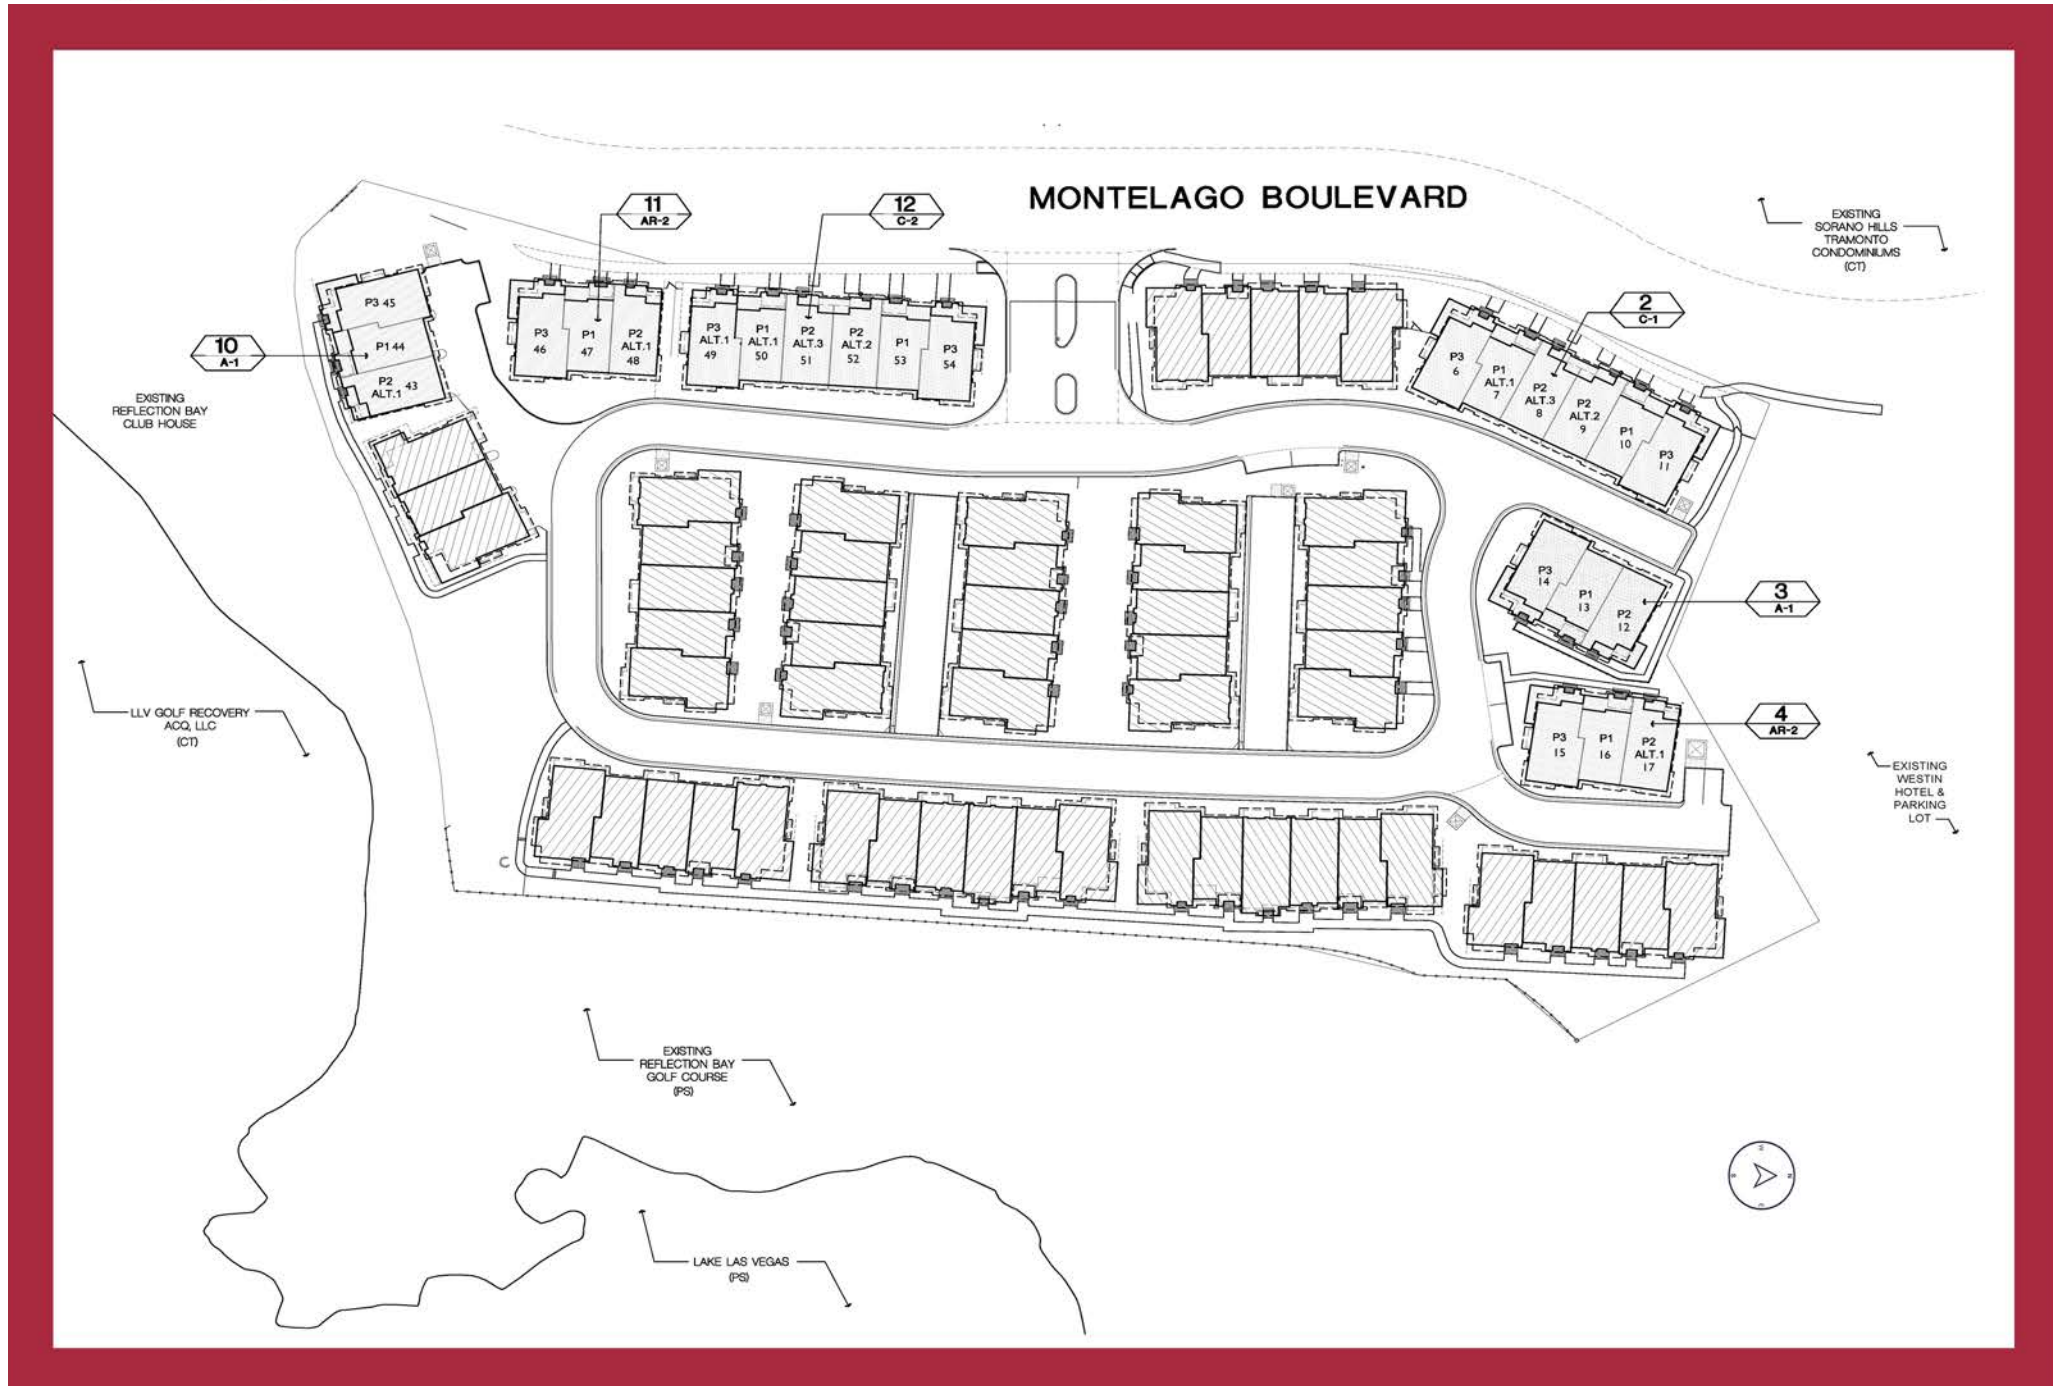 MONTELAGO BOULEVARD
11
AR-2
12
C-2
EXISTING
SORANO HILLS
TRAMONTO
CONDOMINIUMS
(CT)
2
C-1
10
A-1
P3 45
P1 44
P2
ALT.1 43
P3
46
P1
47
P2
ALT.1
48
P3
ALT.1
49
P1
ALT.1
50
P2
ALT.3
51
P2
ALT.2
52
P1
53
P3
54
P3
6
P1
ALT.1
7
P2
ALT.3
8
P2
ALT.2
9
P1
10
P3
11
EXISTING
REFLECTION BAY
CLUB HOUSE
P3
14
P1
13
P2
12
3
A-1
LLV GOLF RECOVERY
ACQ, LLC
(CT)
P3
15
P1
16
P2
ALT.1
17
4
AR-2
EXISTING
WESTIN
HOTEL &
PARKING
LOT
EXISTING
REFLECTION BAY
GOLF COURSE
(PS)
LAKE LAS VEGAS
(PS)